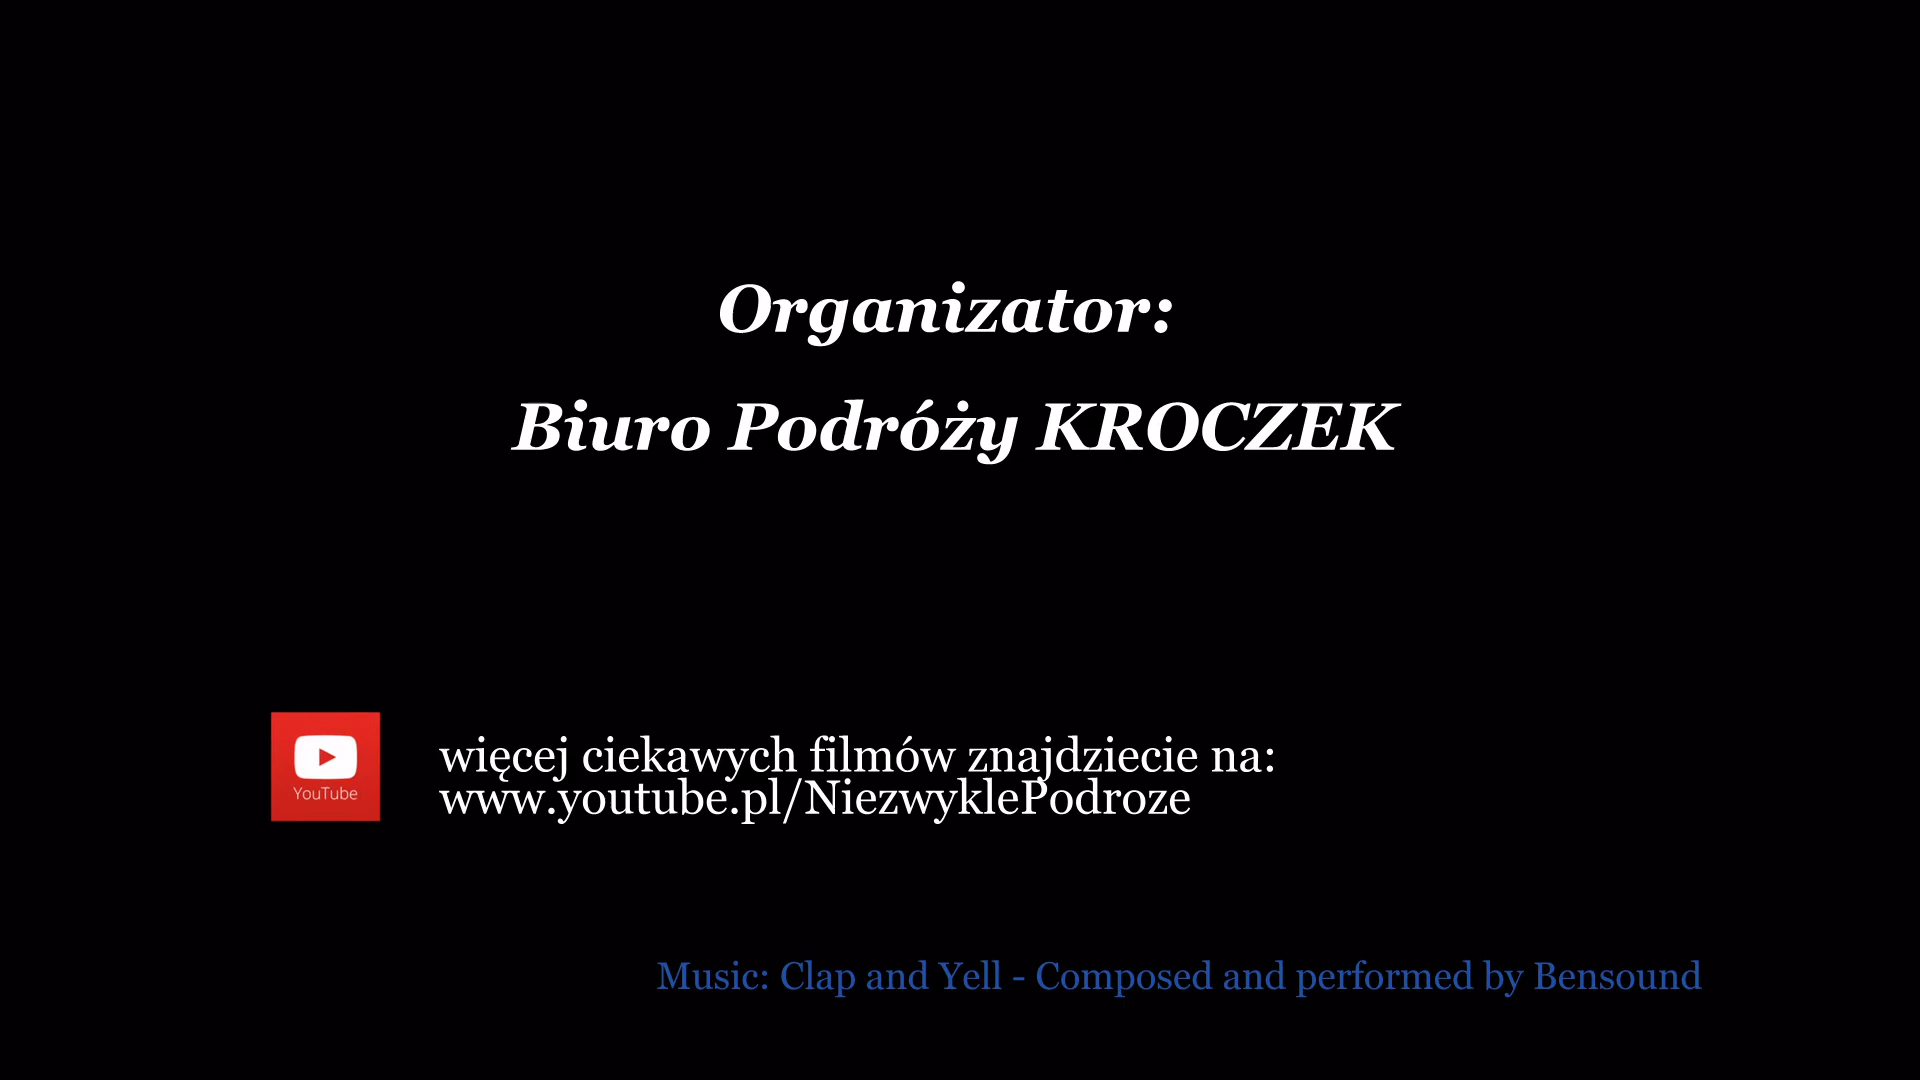 Organizator:
Biuro Podróży KROCZEK
YouTube
więcej ciekawych filmów znajdziecie na:
www.youtube.pl/NiezwyklePodroze
Music: Clap and Yell - Composed and performed by Bensound